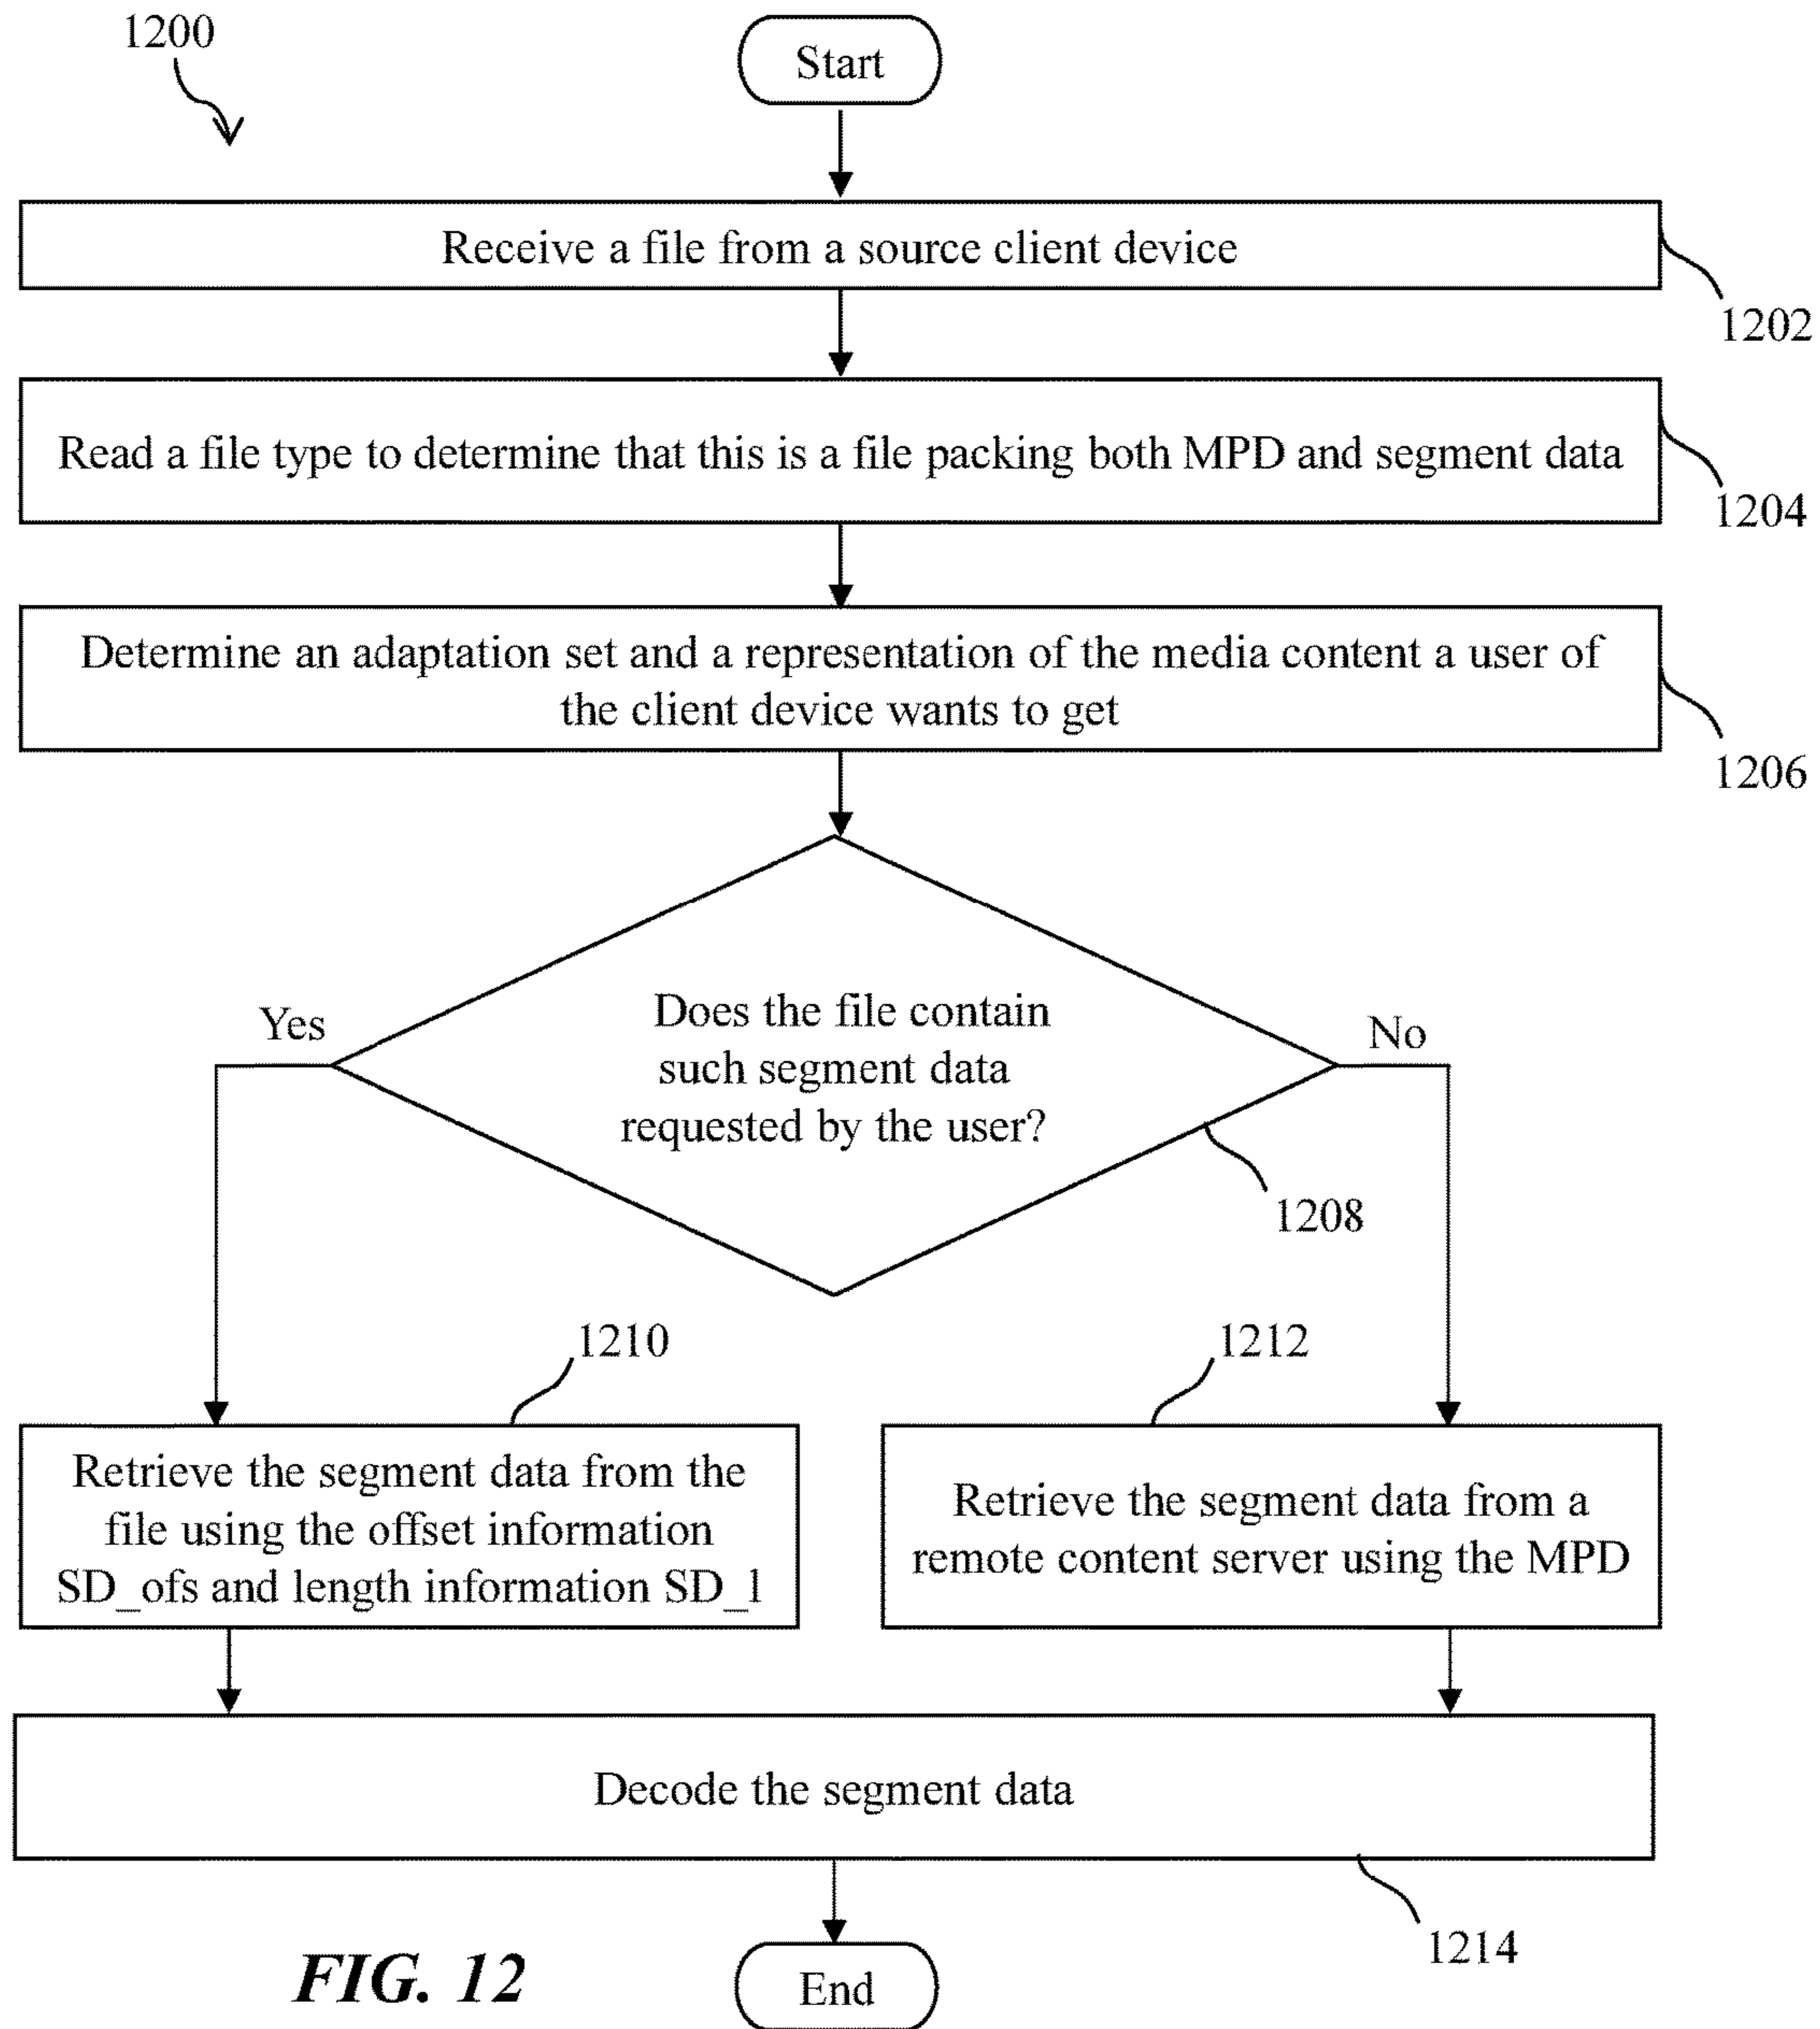 1200
Start
Receive a file from a source client device
1202
Read a file type to determine that this is a file packing both MPD and segment data
1204
Determine an adaptation set and a representation of the media content a user of
the client device wants to get
1206
Does the file contain
such segment data
requested by the user?
Yes
No
1208
1210
1212
Retrieve the segment data from the
file using the offset information
SD_ofs and length information SD_l
Retrieve the segment data from a
remote content server using the MPD
Decode the segment data
1214
End
FIG. 12